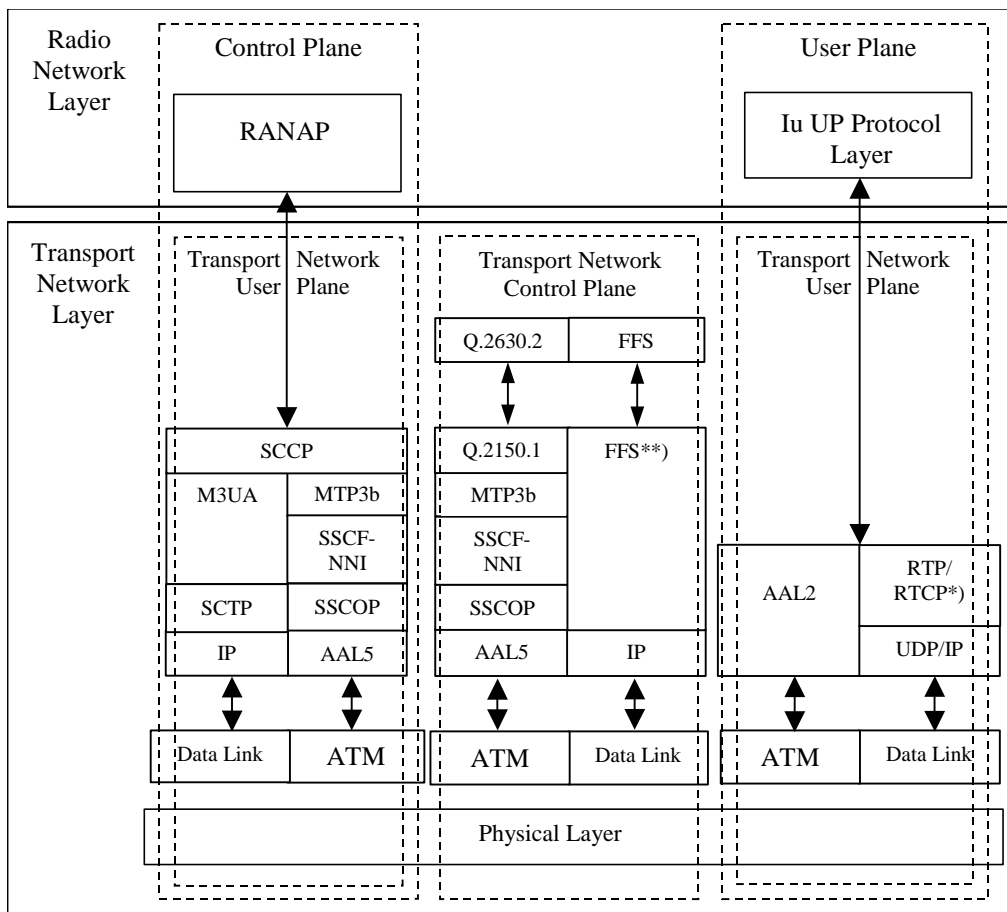 Radio
Network
Layer
Control Plane
User Plane
RANAP
Iu UP Protocol
Layer
Transport
Network
Layer
Transport Network
User Plane
Transport Network
Control Plane
Transport Network
User Plane
Q.2630.2
FFS
SCCP
M3UA
MTP3b
SSCF-
NNI
SCTP
SSCOP
IP
AAL5
Q.2150.1
FFS**)
MTP3b
SSCF-
NNI
SSCOP
AAL5
IP
AAL2
RTP/
RTCP*)
UDP/IP
Data Link
ATM
ATM
Data Link
ATM
Data Link
Physical Layer